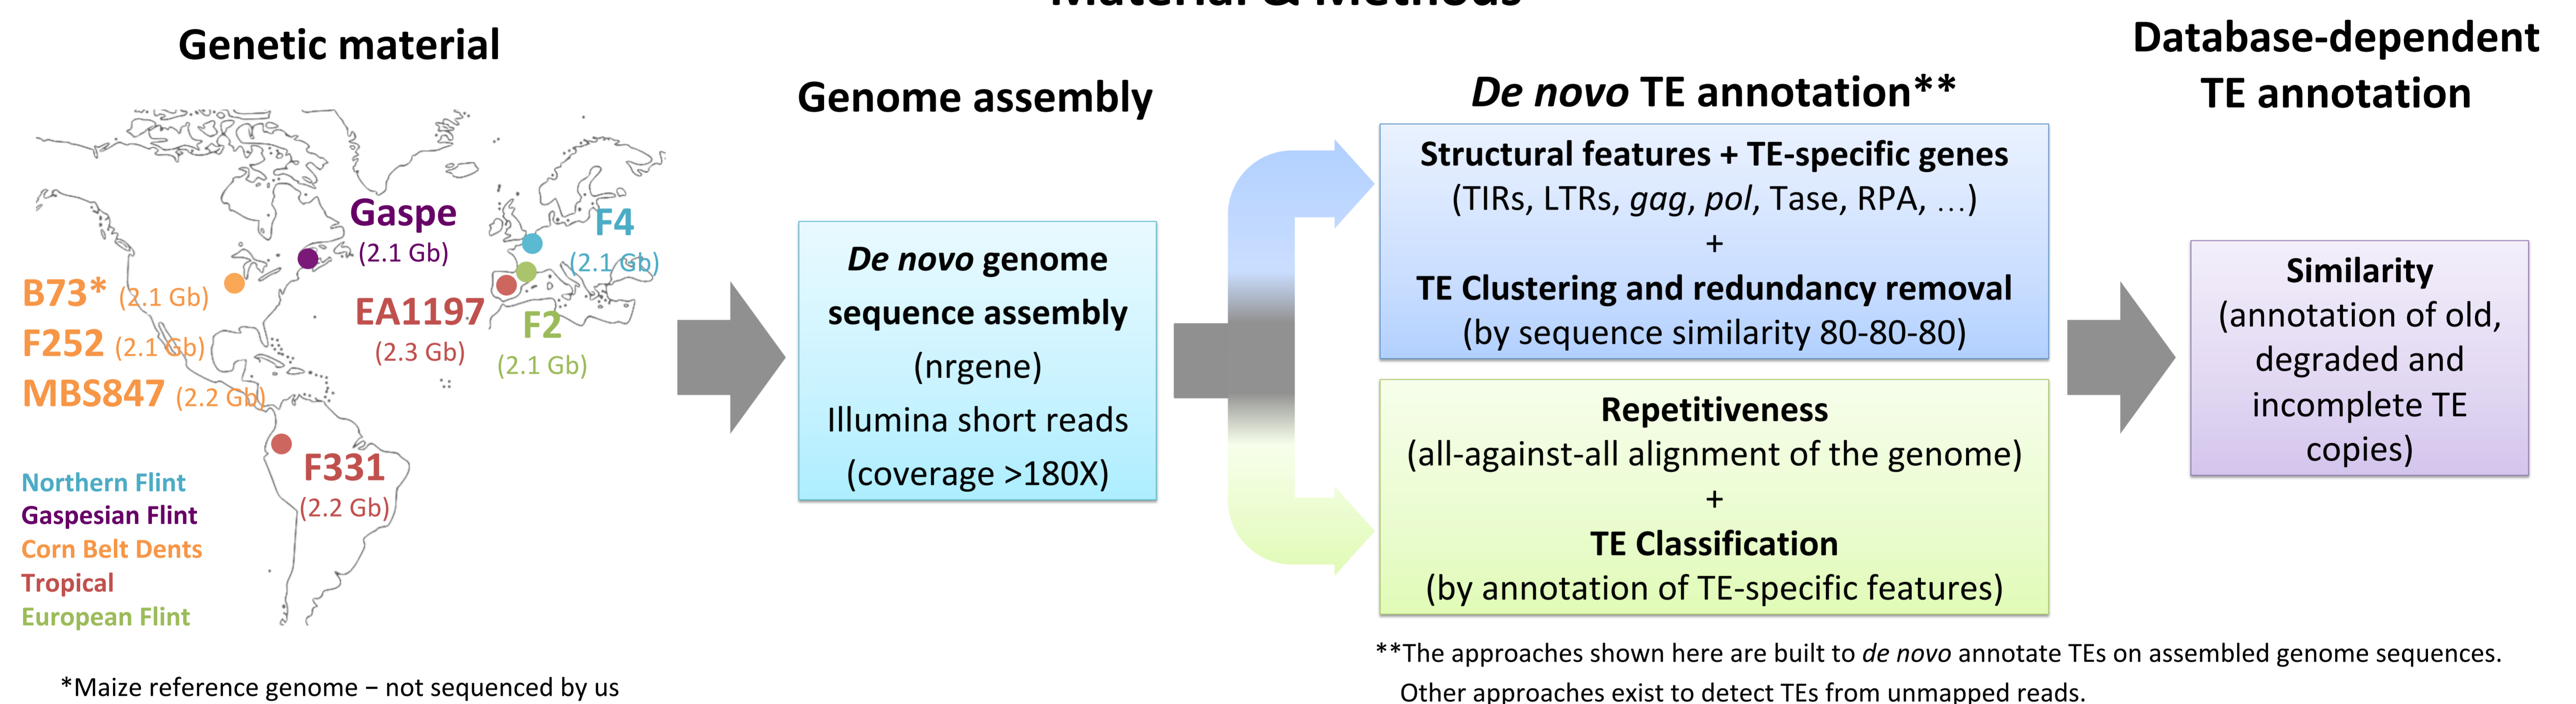 Material & Methods
Genetic material
Gaspe
(2.1 Gb)
F4
(2.1 Gb)
B73* (2.1 Gb)
F252 (2.1 Gb)
MBS847 (2.2 Gb)
EA1197
(2.3 Gb)
F2
(2.1 Gb)
F331
(2.2 Gb)
Northern Flint
Gaspesian Flint
Corn Belt Dents
Tropical
European Flint
*Maize reference genome – not sequenced by us
Genome assembly
De novo genome
sequence assembly
(nrgene)
Illumina short reads
(coverage >180X)
De novo TE annotation**
Structural features + TE-specific genes
(TIRs, LTRs, gag, pol, Tase, RPA, …)
+
TE Clustering and redundancy removal
(by sequence similarity 80-80-80)
Repetitiveness
(all-against-all alignment of the genome)
+
TE Classification
(by annotation of TE-specific features)
**The approaches shown here are built to de novo annotate TEs on assembled genome sequences.
Other approaches exist to detect TEs from unmapped reads.
Database-dependent
TE annotation
Similarity
(annotation of old,
degraded and
incomplete TE
copies)